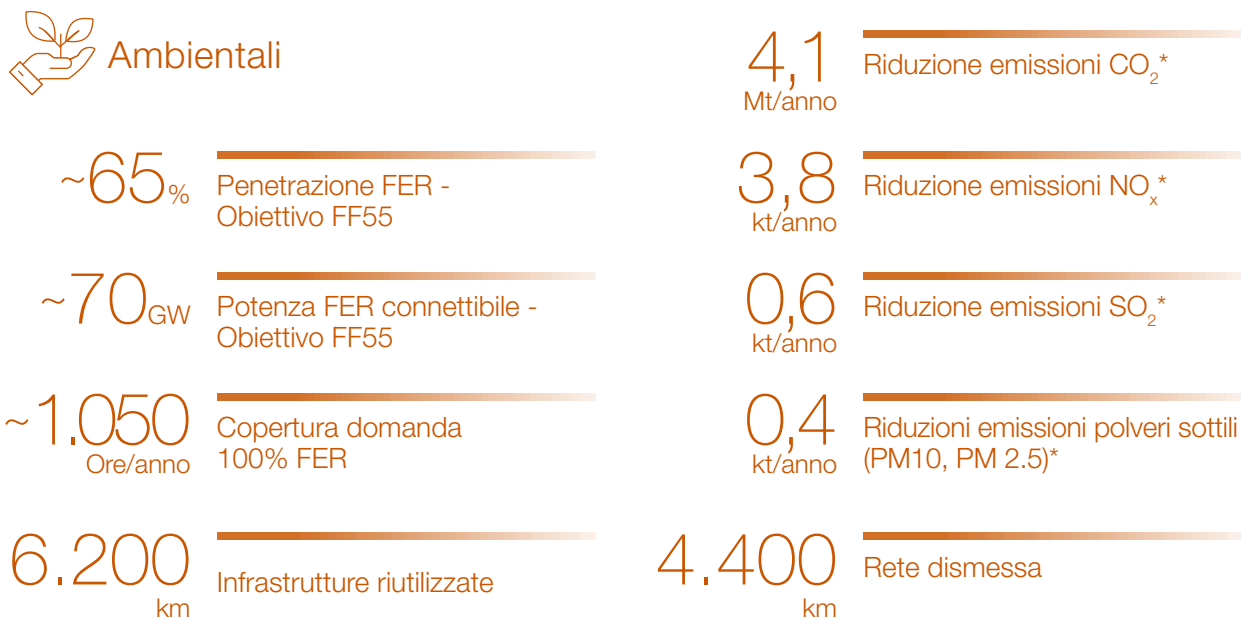 Ambientali
~65%
Penetrazione FER -
Obiettivo FF55
~70GW
Potenza FER connettibile -
Obiettivo FF55
~1.050
Ore/anno
Copertura domanda
100% FER
6.200
km
Infrastrutture riutilizzate
4,1
Mt/anno
Riduzione emissioni CO₂*
3,8
kt/anno
Riduzione emissioni NOₓ*
0,6
kt/anno
Riduzione emissioni SO₂*
0,4
kt/anno
Riduzioni emissioni polveri sottili
(PM10, PM 2.5)*
4.400
km
Rete dismessa